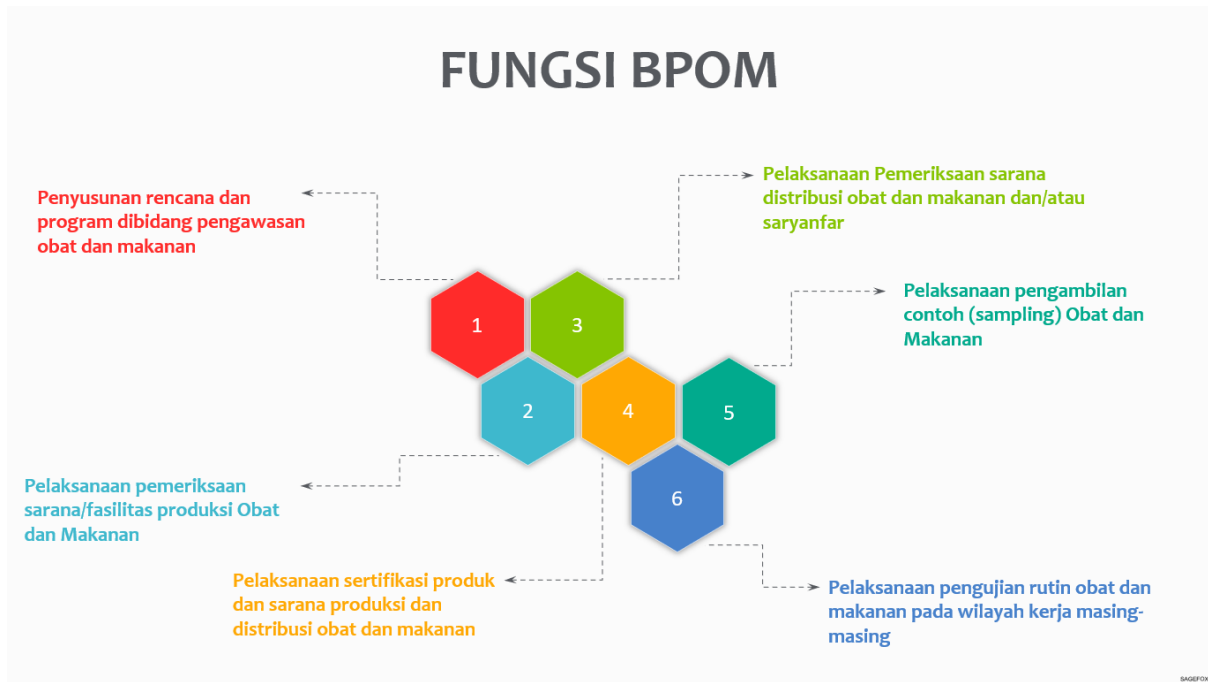 FUNGSI BPOM
1
Penyusunan rencana dan
program dibidang pengawasan
obat dan makanan
2
Pelaksanaan pemeriksaan
sarana/fasilitas produksi Obat
dan Makanan
3
Pelaksanaan Pemeriksaan sarana
distribusi obat dan makanan dan/atau
saryanfar
4
Pelaksanaan sertifikasi produk
dan sarana produksi dan
distribusi obat dan makanan
5
Pelaksanaan pengambilan
contoh (sampling) Obat dan
Makanan
6
Pelaksanaan pengujian rutin obat dan
makanan pada wilayah kerja masing-
masing
SAGEFOX